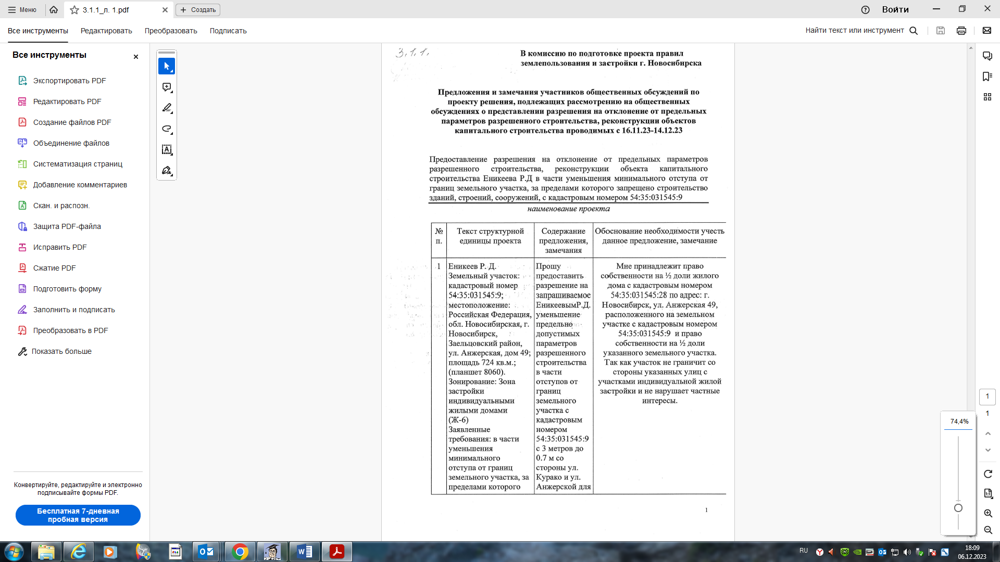 Меню
3.1.1_л. 1.pdf
Создать
Войти
Все инструменты
Редактировать
Преобразовать
Подписать
Найти текст или инструмент
Все инструменты
Экспортировать PDF
Редактировать PDF
Создание файлов PDF
Объединение файлов
Систематизация страниц
Добавление комментариев
Скан. и распозн.
Защита PDF-файла
Исправить PDF
Сжатие PDF
Подготовить форму
Заполнить и подписать
Преобразовать в PDF
Показать больше
Конвертируйте, редактируйте и электронно
подписывайте формы PDF.
Бесплатная 7-дневная
пробная версия
3.1.1.
В комиссию по подготовке проекта правил
землепользования и застройки г. Новосибирска
Предложения и замечания участников общественных обсуждений по
проекту решения, подлежащих рассмотрению на общественных
обсуждениях о представлении разрешения на отклонение от предельных
параметров разрешенного строительства, реконструкции объектов
капитального строительства проводимых с 16.11.23-14.12.23
Предоставление разрешения на отклонение от предельных параметров
разрешенного строительства, реконструкции объекта капитального
строительства Еникеева Р.Д в части уменьшения минимального отступа от
границ земельного участка, за пределами которого запрещено строительство
зданий, строений, сооружений, с кадастровым номером 54:35:031545:9
наименование проекта
№
п.
Текст структурной
единицы проекта
Содержание
предложения,
замечания
Обоснование необходимости учесть
данное предложение, замечание
1
Еникеев Р. Д.
Земельный участок:
кадастровый номер
54:35:031545:9;
местоположение:
Российская Федерация,
обл. Новосибирская, г.
Новосибирск,
Заельцовский район,
ул. Анжерская, дом 49;
площадь 724 кв.м.;
(планшет 8060).
Зонирование: Зона
застройки
индивидуальными
жилыми домами
(Ж-6)
Заявленные
требования: в части
уменьшения
минимального
отступа от границ
земельного участка, за
пределами которого
Прошу
предоставить
разрешение на
запрашиваемое
ЕникеевымР.Д.
уменьшение
предельно
допустимых
параметров
разрешенного
строительства
в части
отступов от
границ
земельного
участка с
кадастровым
номером
54:35:031545:9
с 3 метров до
0.7 м со
стороны ул.
Курако и ул.
Анжерской для
Мне принадлежит право
собственности на ½ доли жилого
дома с кадастровым номером
54:35:031545:28 по адрес: г.
Новосибирск, ул. Анжерская 49,
расположенного на земельном
участке с кадастровым номером
54:35:031545:9 и право
собственности на ½ доли
указанного земельного участка.
Так как участок не граничит со
стороны указанных улиц с
участками индивидуальной жилой
застройки и не нарушает частные
интересы.
1
1
1
74,4%
RU
18:09
06.12.2023